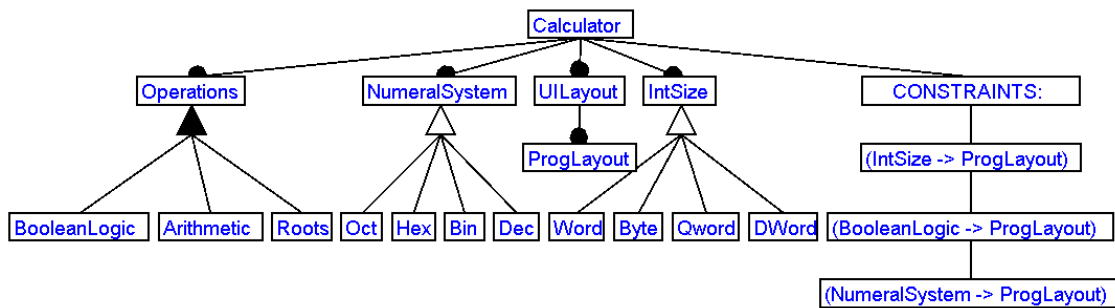 Calculator
Operations
NumeralSystem
UILayout
IntSize
CONSTRAINTS:
ProgLayout
(IntSize -> ProgLayout)
BooleanLogic
Arithmetic
Roots
Oct
Hex
Bin
Dec
Word
Byte
Qword
DWord
(BooleanLogic -> ProgLayout)
(NumeralSystem -> ProgLayout)